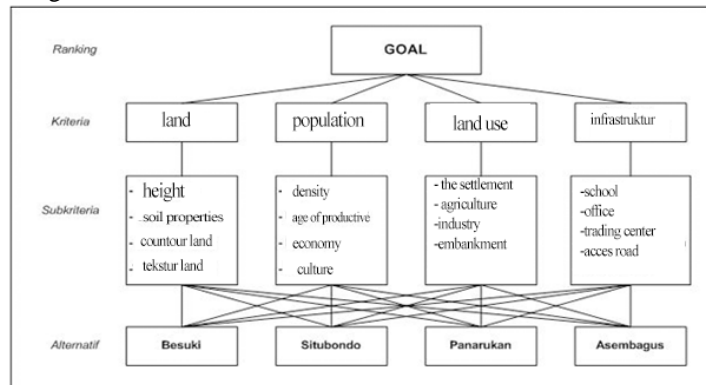 Ranking
GOAL
Kriteria
land
population
land use
infrastruktur
Subkriteria
- height
- .soil properties
- countour land
- tekstur land
- density
- age of productive
- economy
- culture
- the settlement
- agriculture
-industry
-embankment
-school
-office
-trading center
-acces road
Alternatif
Besuki
Situbondo
Panarukan
Asembagus